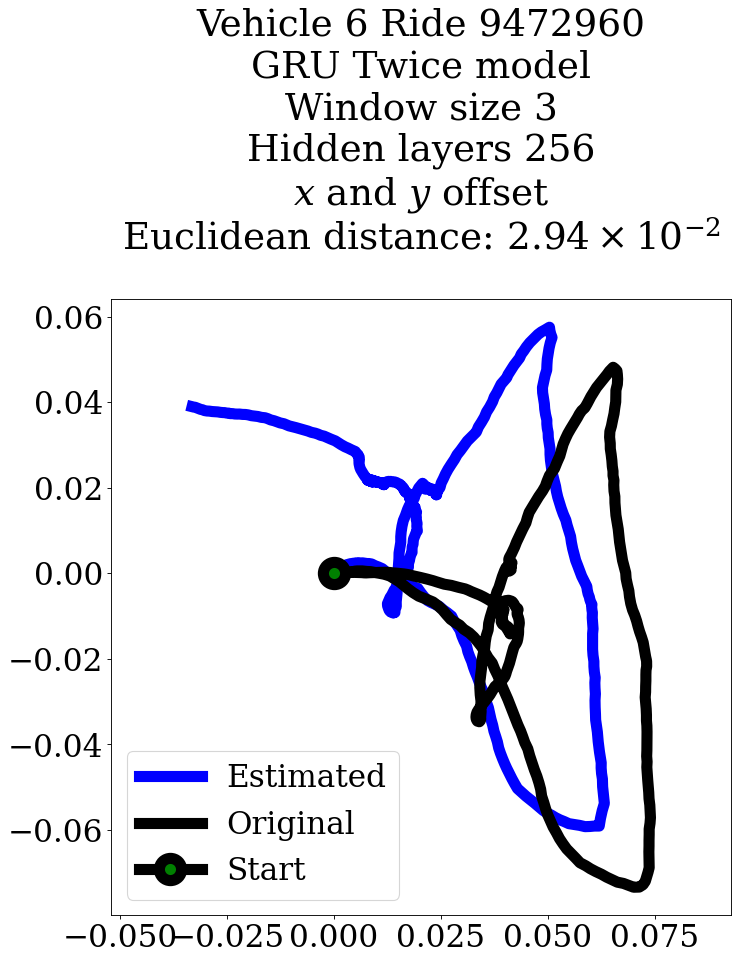 Vehicle 6 Ride 9472960
GRU Twice model
Window size 3
Hidden layers 256
x and y offset
Euclidean distance: 2.94 × 10⁻²
0.06
0.04
0.02
0.00
−0.02
−0.04
−0.06
Estimated
Original
Start
−0.050 −0.025 0.000 0.025 0.050 0.075